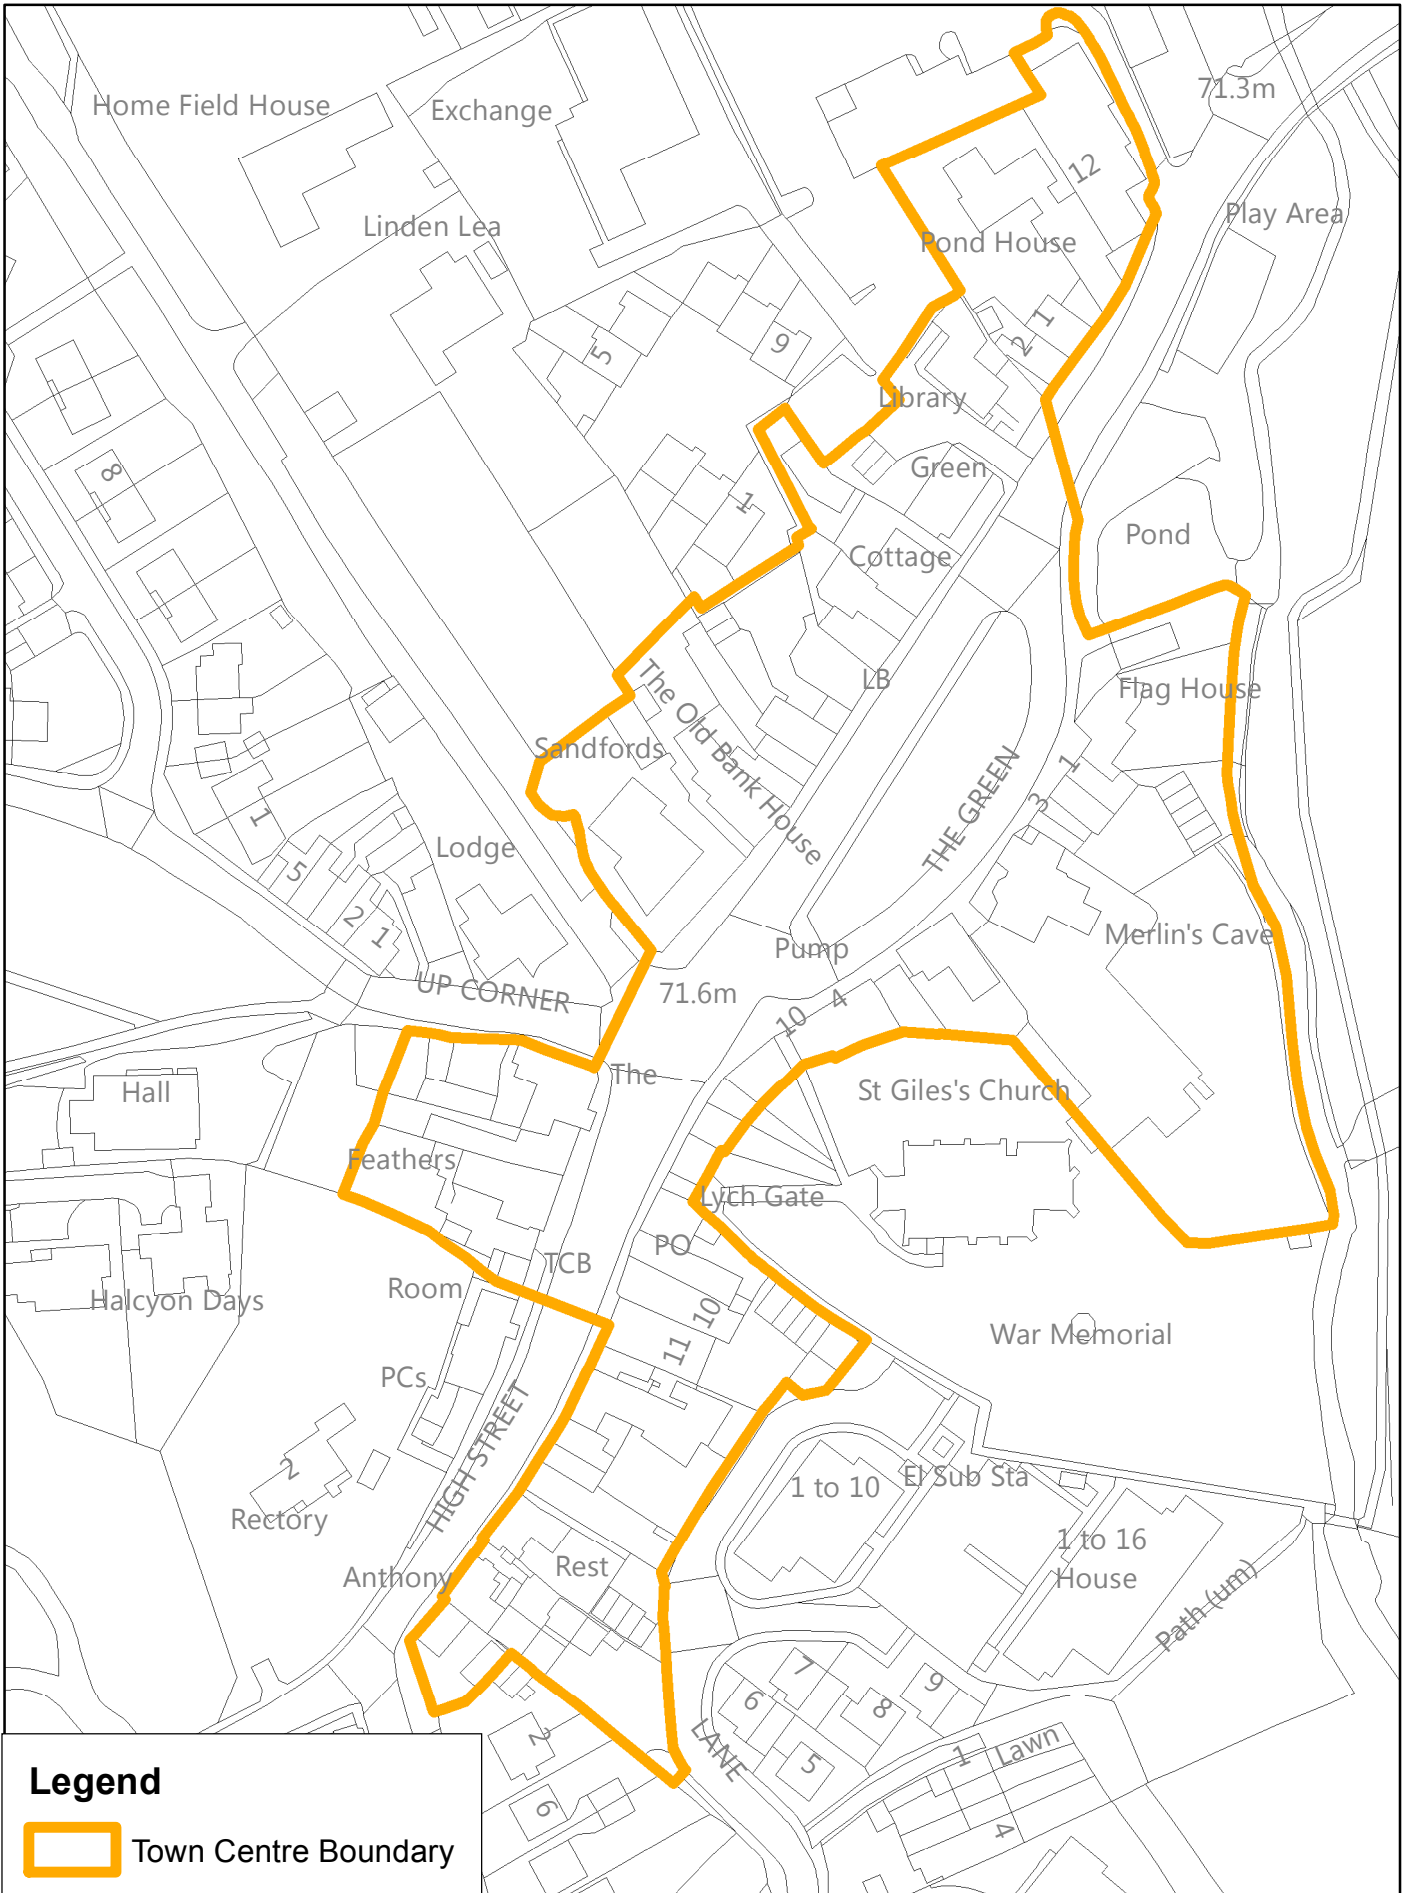 Home Field House
Exchange
71.3m
12
Play Area
Linden Lea
Pond House
1
2
5
9
Library
8
Green
1
Pond
Cottage
The Old Bank House
LB
Flag House
Sandfords
THE GREEN
1
3
1
5
2
1
Lodge
Merlin's Cave
Pump
UP CORNER
71.6m
10
4
The
Hall
St Giles's Church
Feathers
Lych Gate
PO
TCB
Room
Halcyon Days
10
11
War Memorial
PCs
HIGH STREET
2
Rectory
1 to 10
El Sub Sta
1 to 16
House
Anthony
Rest
Path (um)
7
6
8
9
5
LANE
2
6
1
Lawn
4
Legend
Town Centre Boundary